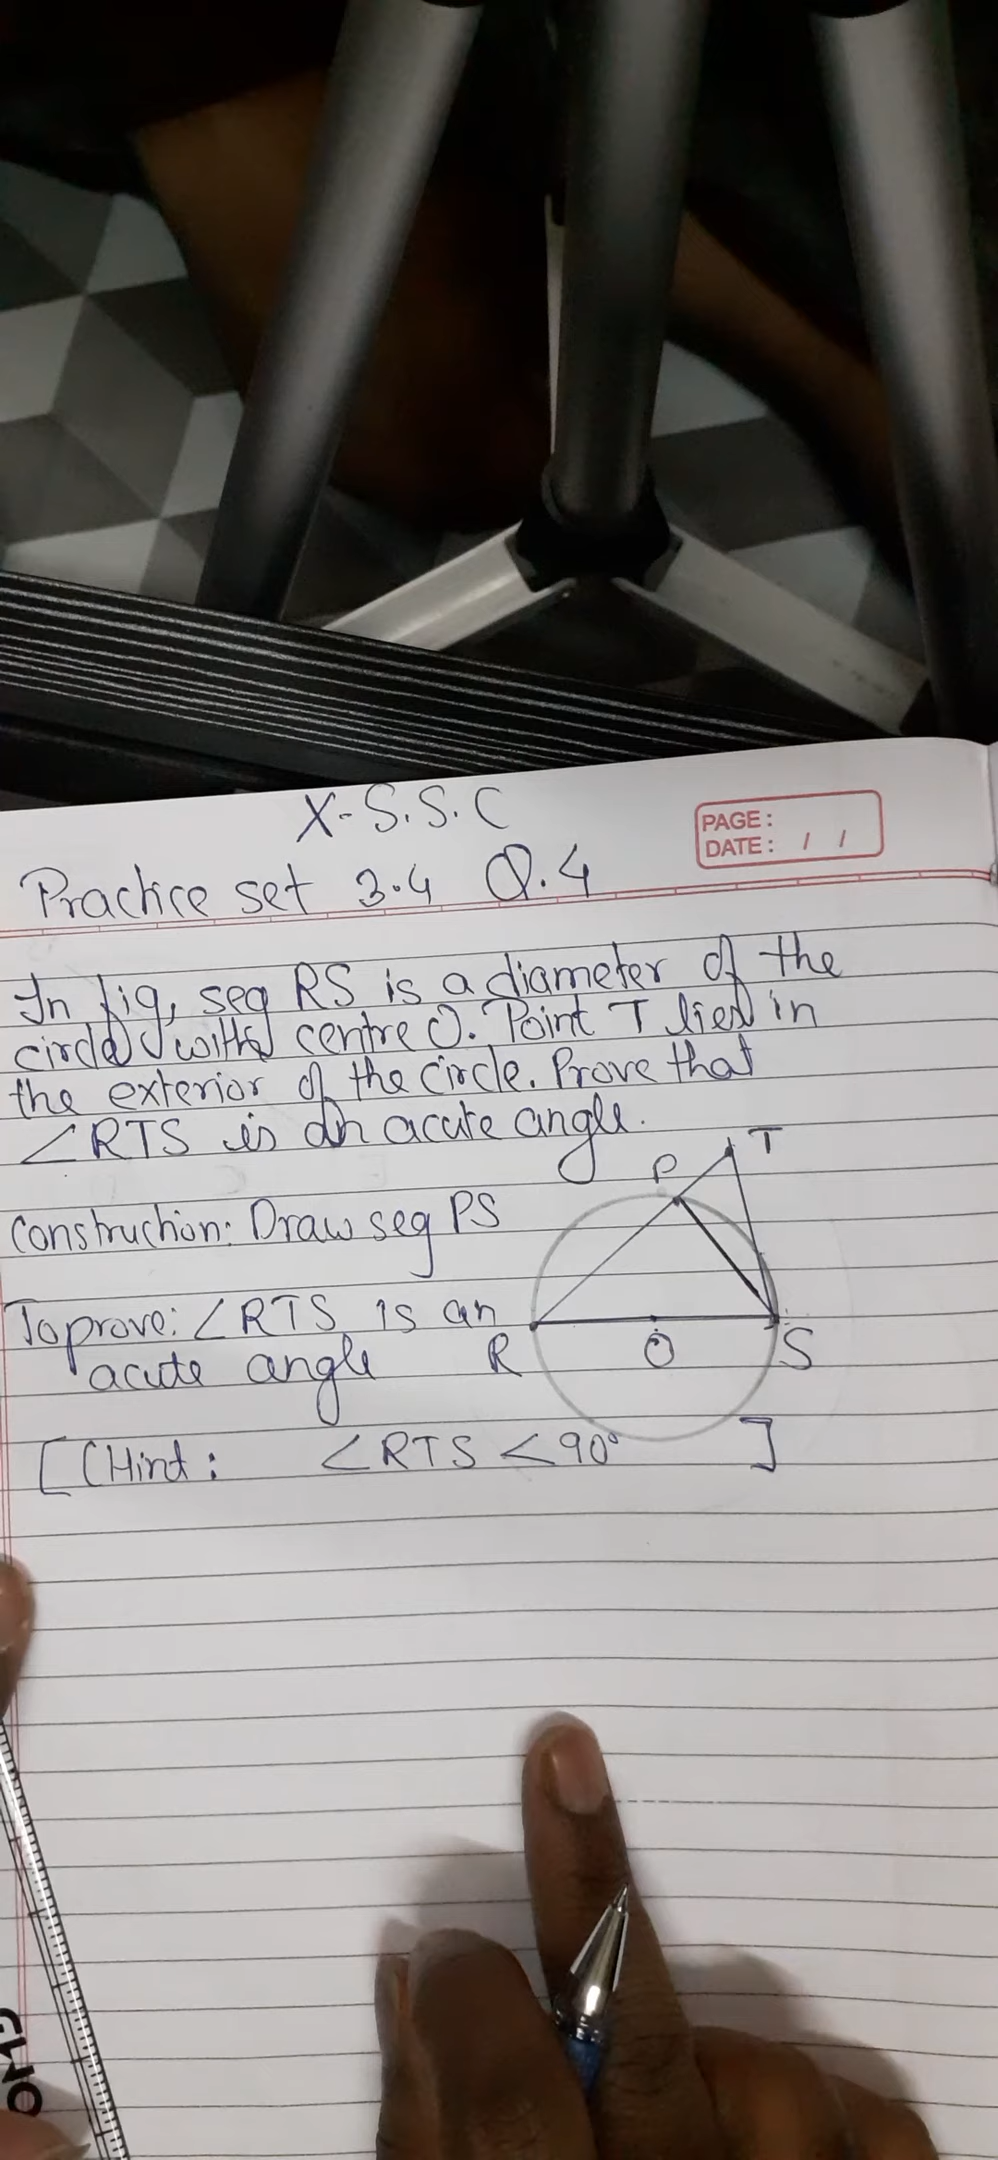 X-S.S.C
PAGE:
DATE: / /
Practice set 3.4 Q.4
In fig, seg RS is a diameter of the
circle with centre O. Point T lies in
the exterior of the circle. Prove that
∠RTS is an acute angle.
T
P
Construction: Draw seg PS
To prove: ∠RTS is an
acute angle
R
O
S
[(Hint: ∠RTS < 90° ]